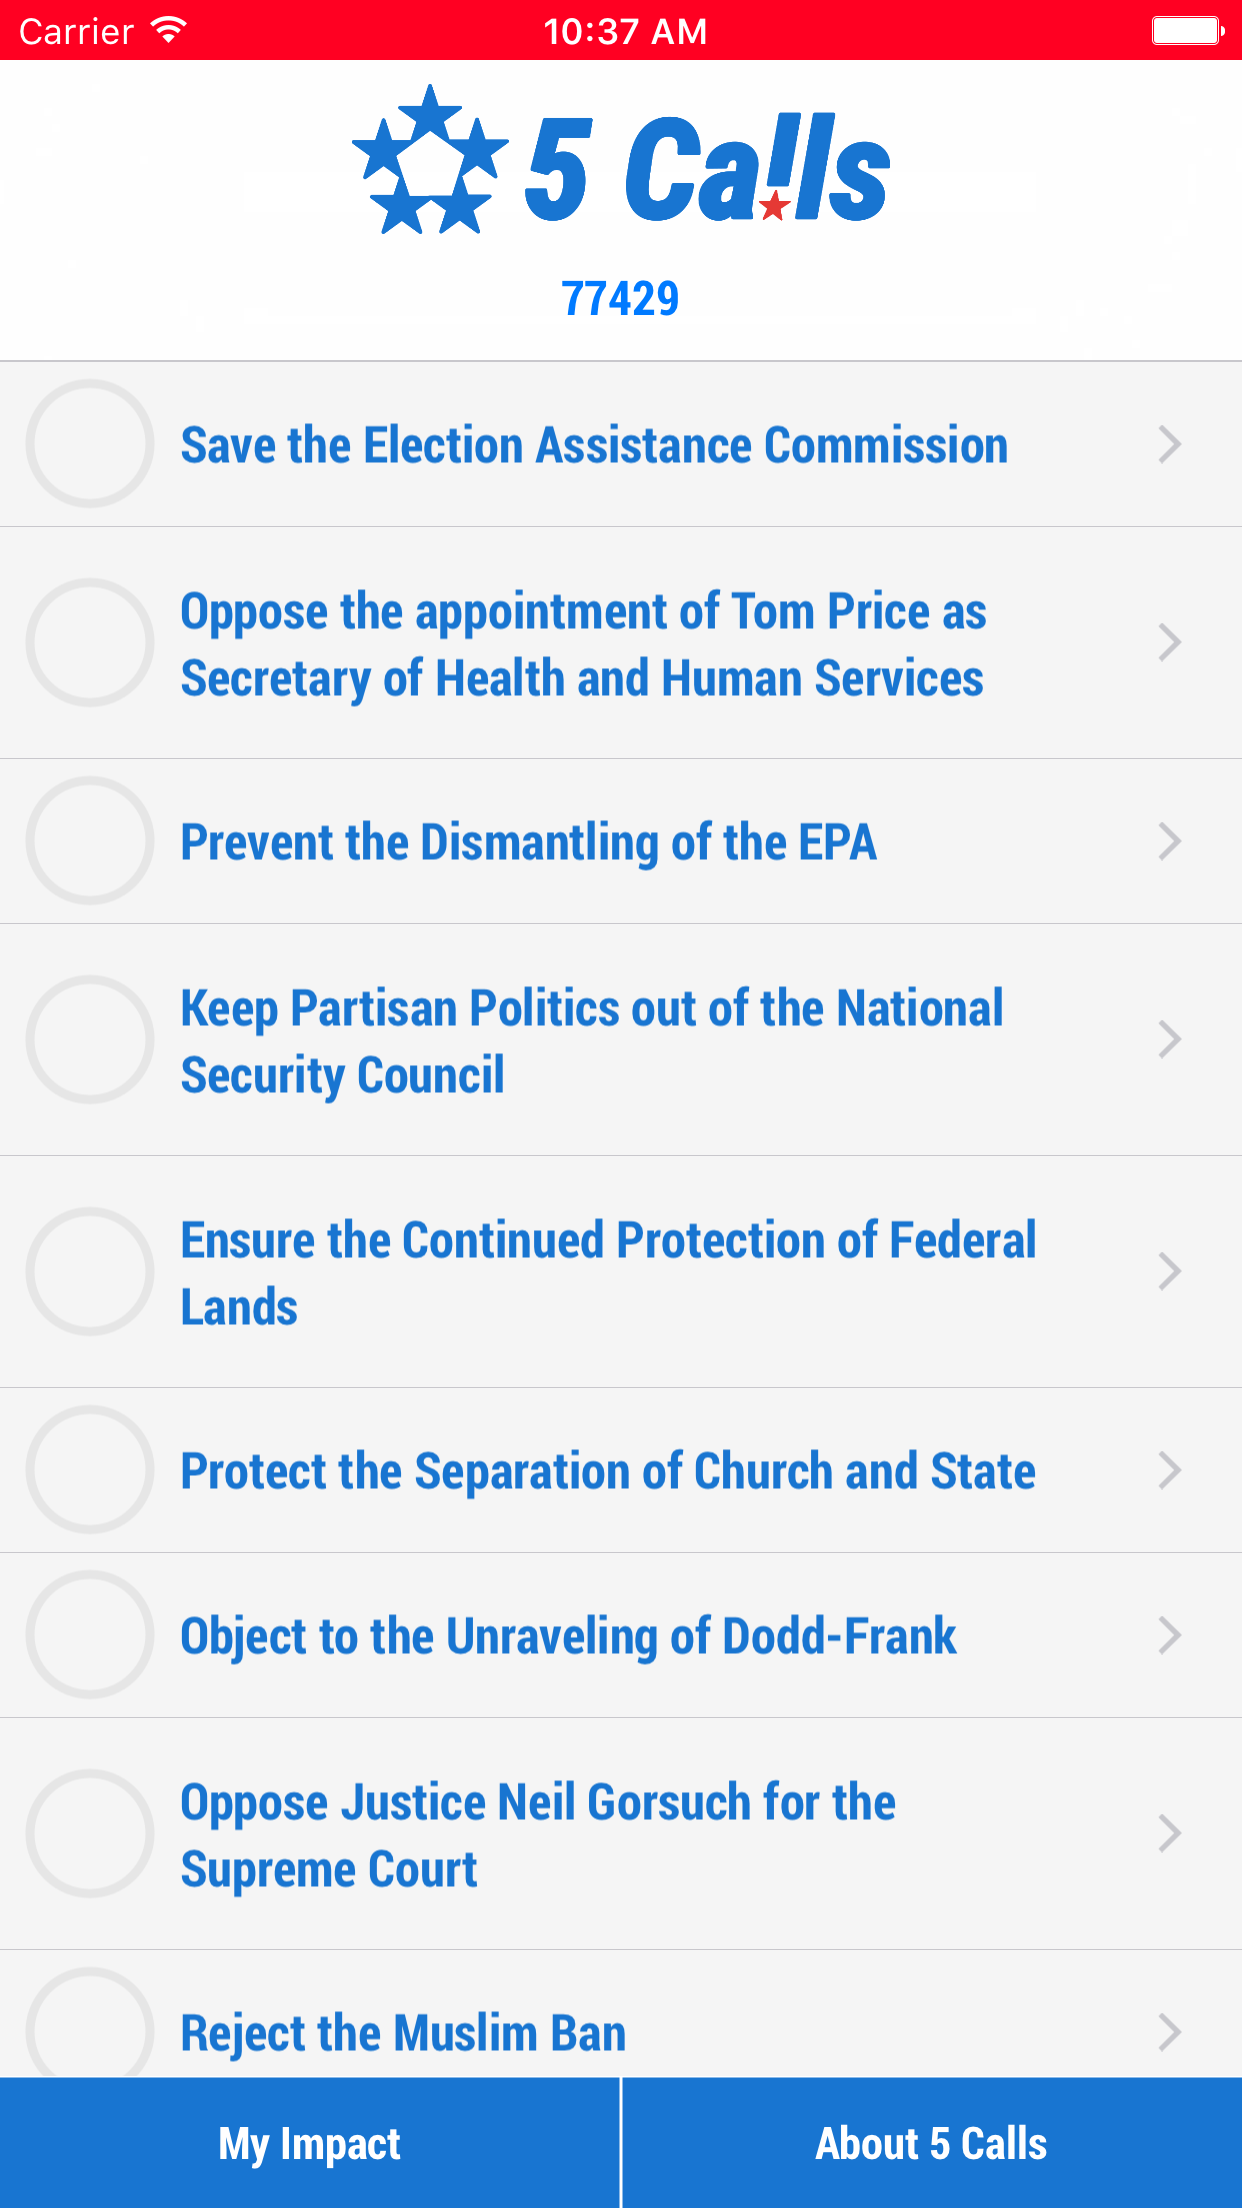 Carrier 10:37 AM
5 Calls
77429
Save the Election Assistance Commission
Oppose the appointment of Tom Price as
Secretary of Health and Human Services
Prevent the Dismantling of the EPA
Keep Partisan Politics out of the National
Security Council
Ensure the Continued Protection of Federal
Lands
Protect the Separation of Church and State
Object to the Unraveling of Dodd-Frank
Oppose Justice Neil Gorsuch for the
Supreme Court
Reject the Muslim Ban
My Impact About 5 Calls